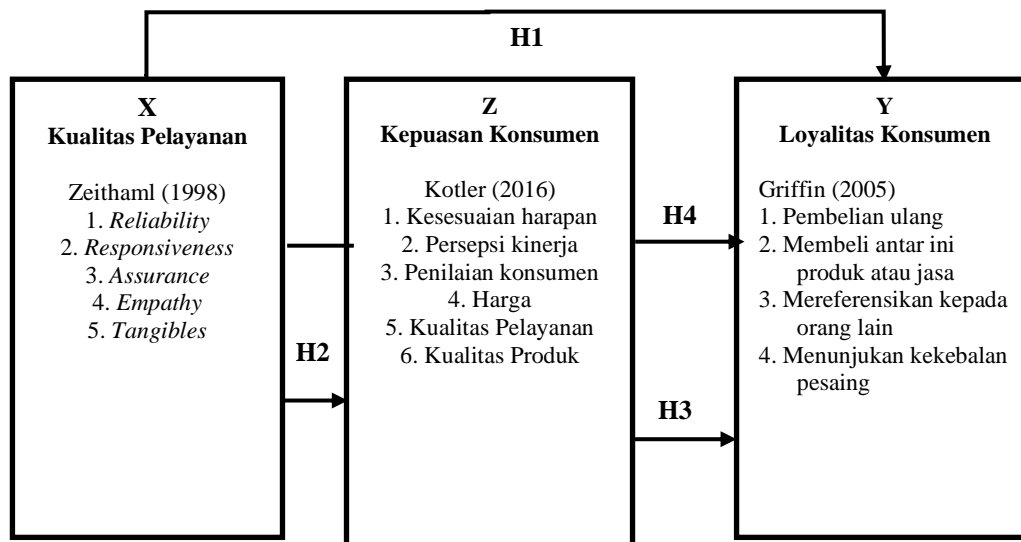 H1
X
Kualitas Pelayanan
Zeithaml (1998)
1. Reliability
2. Responsiveness
3. Assurance
4. Empathy
5. Tangibles
H2
Z
Kepuasan Konsumen
Kotler (2016)
1. Kesesuaian harapan
2. Persepsi kinerja
3. Penilaian konsumen
4. Harga
5. Kualitas Pelayanan
6. Kualitas Produk
H4
H3
Y
Loyalitas Konsumen
Griffin (2005)
1. Pembelian ulang
2. Membeli antar ini
produk atau jasa
3. Mereferensikan kepada
orang lain
4. Menunjukan kekebalan
pesaing